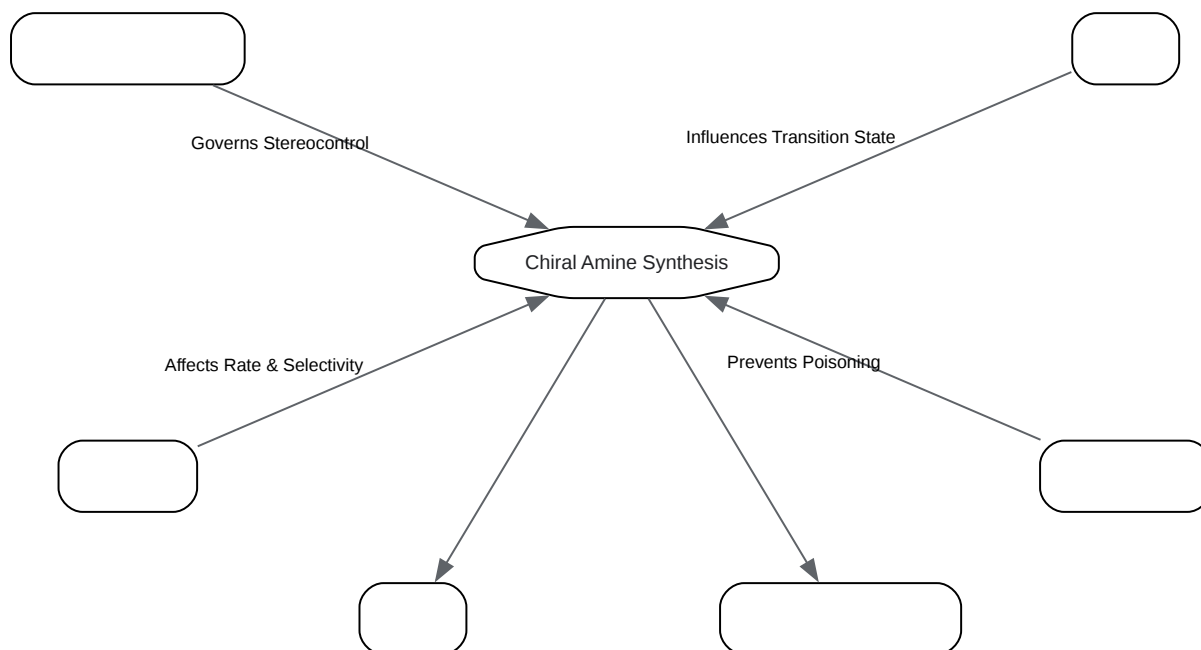 Influences Transition State
Governs Stereocontrol
Chiral Amine Synthesis
Prevents Poisoning
Affects Rate & Selectivity